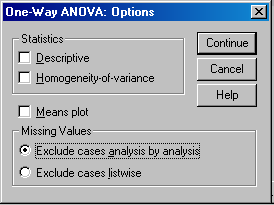 One-Way ANOVA: Options
Statistics
Descriptive
Homogeneity-of-variance
Means plot
Missing Values
Exclude cases analysis by analysis
Exclude cases listwise
Continue
Cancel
Help